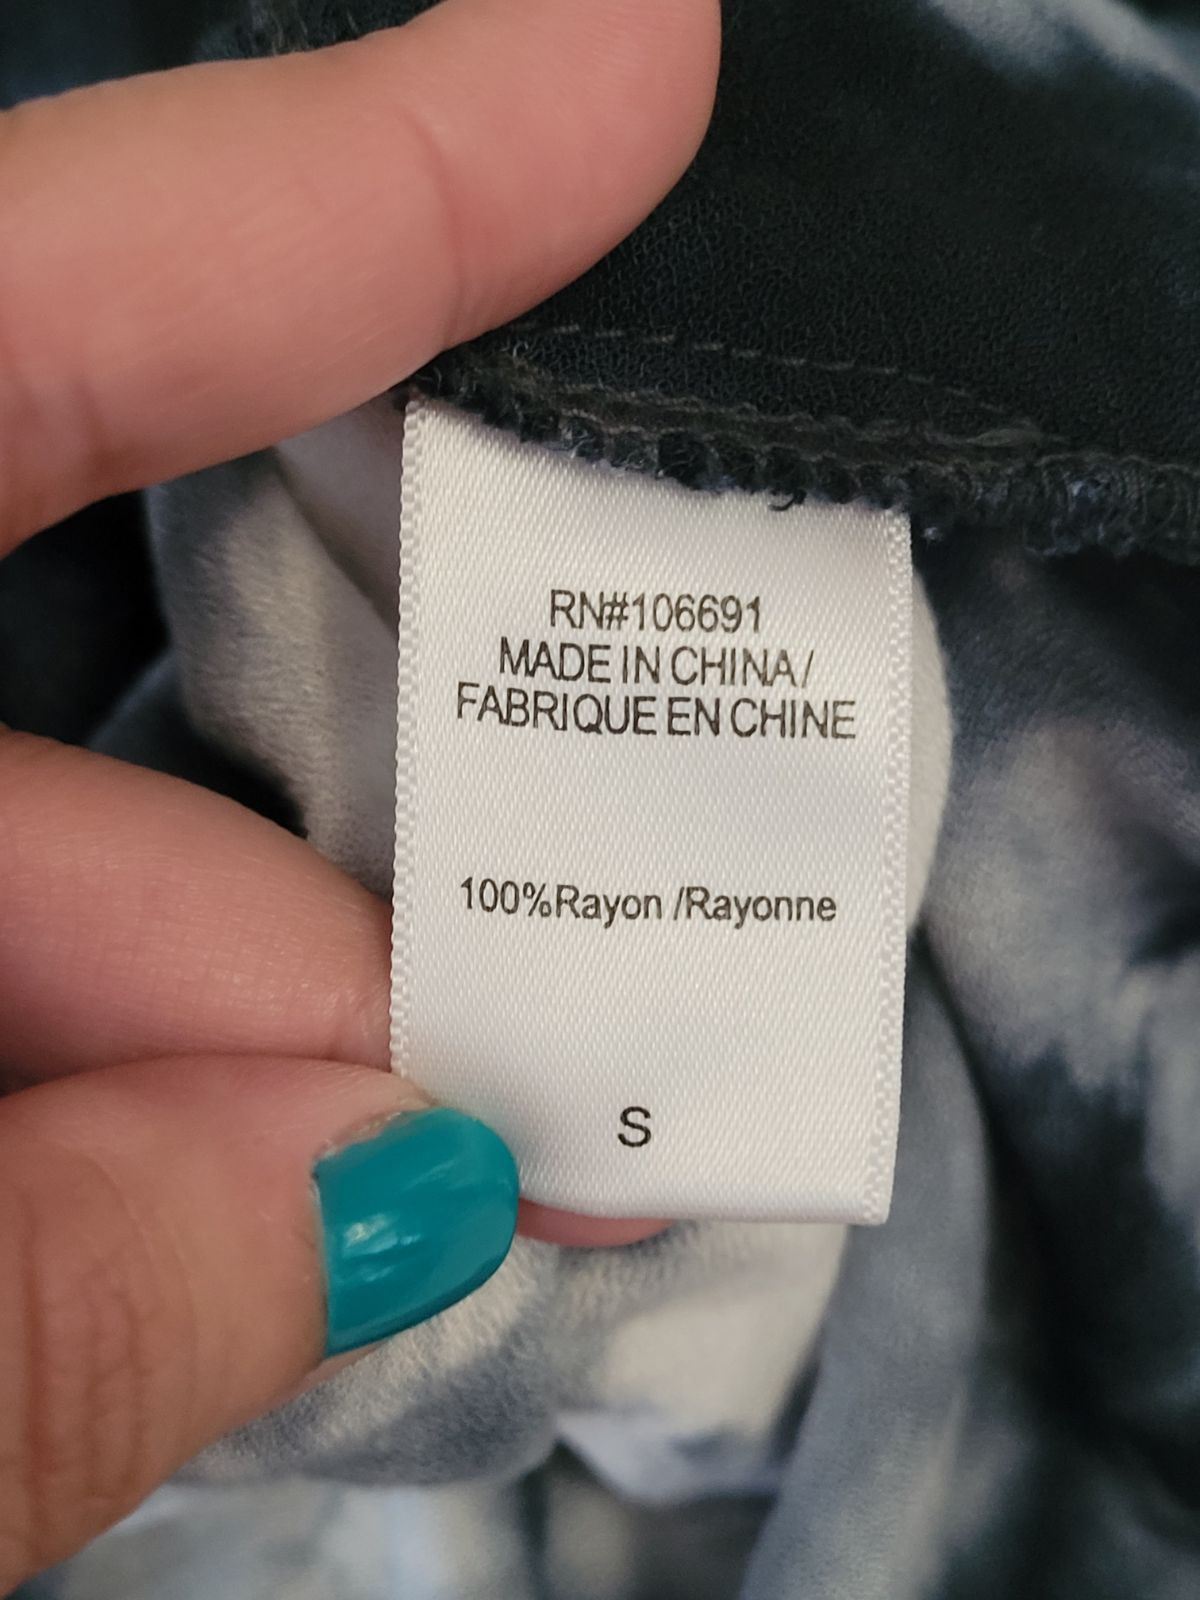 RN#106691
MADE IN CHINA/
FABRIQUE EN CHINE
100%Rayon /Rayonne
S